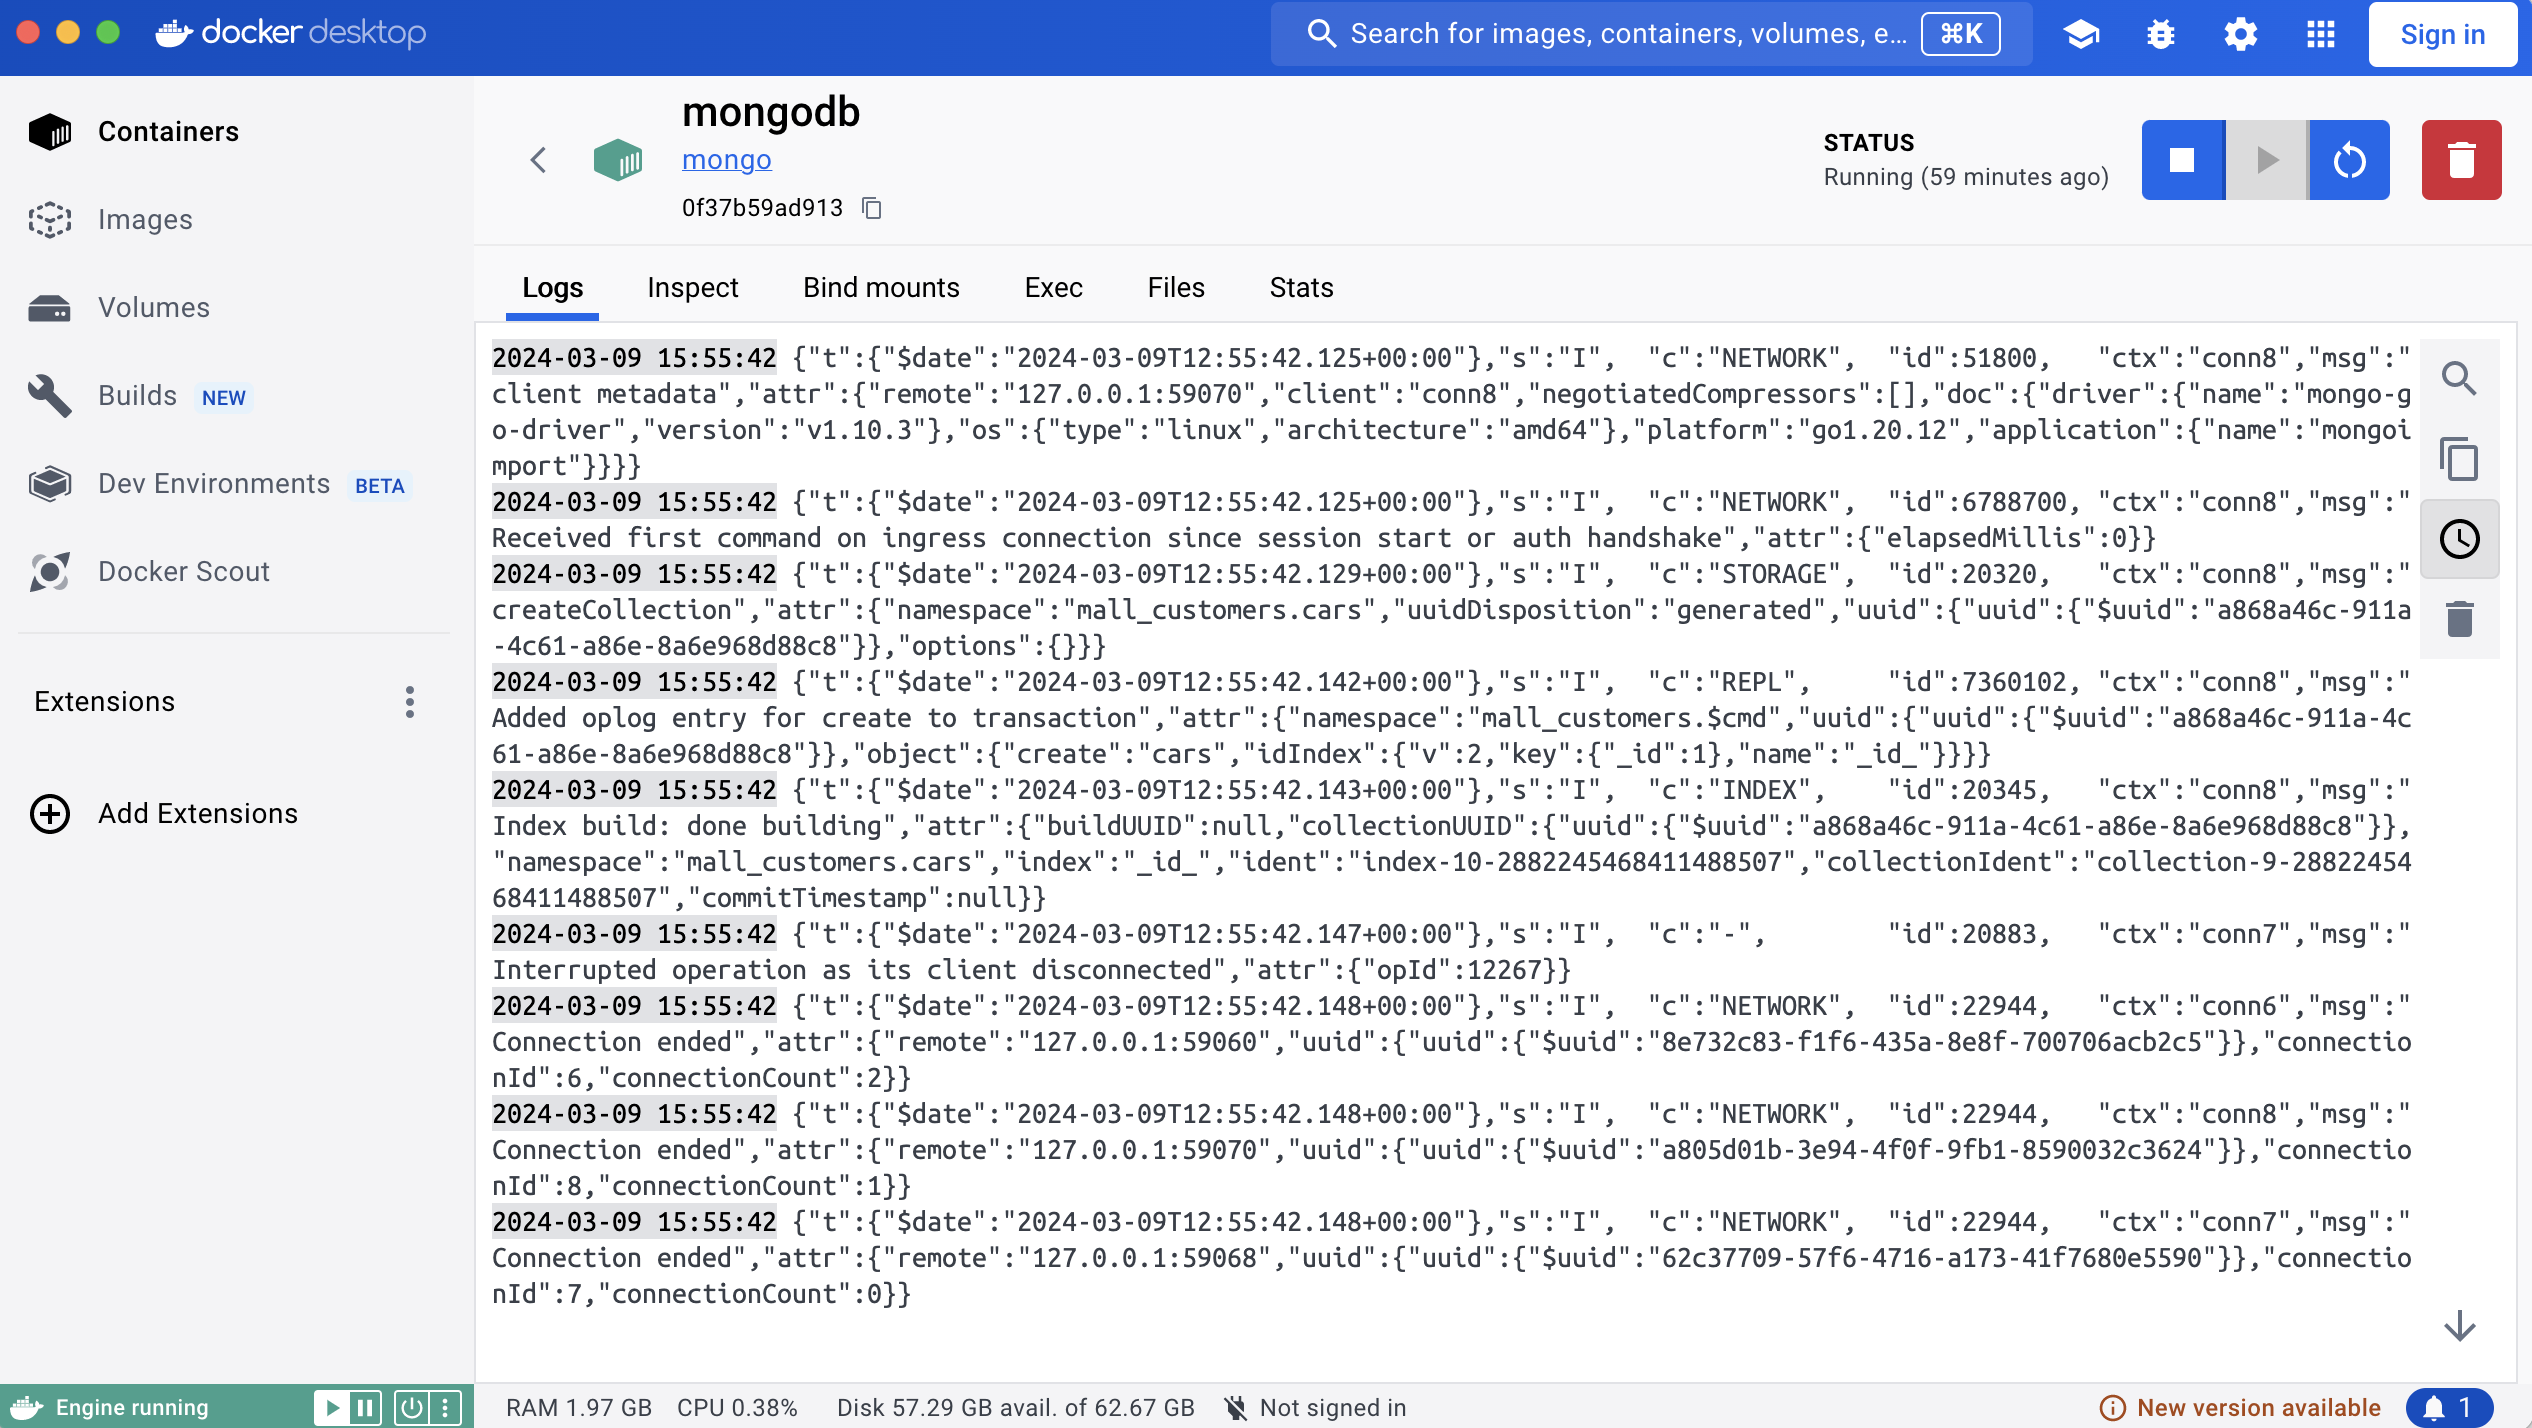 docker desktop
Search for images, containers, volumes, e... ⌘K
Sign in
Containers
Images
Volumes
Builds NEW
Dev Environments BETA
Docker Scout
Extensions
Add Extensions
mongodb
mongo
0f37b59ad913
STATUS
Running (59 minutes ago)
Logs Inspect Bind mounts Exec Files Stats
2024-03-09 15:55:42 {"t":{"$date":"2024-03-09T12:55:42.125+00:00"},"s":"I",  "c":"NETWORK",  "id":51800,   "ctx":"conn8","msg":"
client metadata","attr":{"remote":"127.0.0.1:59070","client":"conn8","negotiatedCompressors":[],"doc":{"driver":{"name":"mongo-g
o-driver","version":"v1.10.3"},"os":{"type":"linux","architecture":"amd64"},"platform":"go1.20.12","application":{"name":"mongoi
mport"}}}}
2024-03-09 15:55:42 {"t":{"$date":"2024-03-09T12:55:42.125+00:00"},"s":"I",  "c":"NETWORK",  "id":6788700, "ctx":"conn8","msg":"
Received first command on ingress connection since session start or auth handshake","attr":{"elapsedMillis":0}}
2024-03-09 15:55:42 {"t":{"$date":"2024-03-09T12:55:42.129+00:00"},"s":"I",  "c":"STORAGE",  "id":20320,   "ctx":"conn8","msg":"
createCollection","attr":{"namespace":"mall_customers.cars","uuidDisposition":"generated","uuid":{"uuid":{"$uuid":"a868a46c-911a
-4c61-a86e-8a6e968d88c8"}},"options":{}}}
2024-03-09 15:55:42 {"t":{"$date":"2024-03-09T12:55:42.142+00:00"},"s":"I",  "c":"REPL",     "id":7360102, "ctx":"conn8","msg":"
Added oplog entry for create to transaction","attr":{"namespace":"mall_customers.$cmd","uuid":{"uuid":{"$uuid":"a868a46c-911a-4c
61-a86e-8a6e968d88c8"}},"object":{"create":"cars","idIndex":{"v":2,"key":{"_id":1},"name":"_id_"}}}}
2024-03-09 15:55:42 {"t":{"$date":"2024-03-09T12:55:42.143+00:00"},"s":"I",  "c":"INDEX",    "id":20345,   "ctx":"conn8","msg":"
Index build: done building","attr":{"buildUUID":null,"collectionUUID":{"uuid":{"$uuid":"a868a46c-911a-4c61-a86e-8a6e968d88c8"}},
"namespace":"mall_customers.cars","index":"_id_","ident":"index-10-2882245468411488507","collectionIdent":"collection-9-28822454
68411488507","commitTimestamp":null}}
2024-03-09 15:55:42 {"t":{"$date":"2024-03-09T12:55:42.147+00:00"},"s":"I",  "c":"-",        "id":20883,   "ctx":"conn7","msg":"
Interrupted operation as its client disconnected","attr":{"opId":12267}}
2024-03-09 15:55:42 {"t":{"$date":"2024-03-09T12:55:42.148+00:00"},"s":"I",  "c":"NETWORK",  "id":22944,   "ctx":"conn6","msg":"
Connection ended","attr":{"remote":"127.0.0.1:59060","uuid":{"uuid":{"$uuid":"8e732c83-f1f6-435a-8e8f-700706acb2c5"}},"connectio
nId":6,"connectionCount":2}}
2024-03-09 15:55:42 {"t":{"$date":"2024-03-09T12:55:42.148+00:00"},"s":"I",  "c":"NETWORK",  "id":22944,   "ctx":"conn8","msg":"
Connection ended","attr":{"remote":"127.0.0.1:59070","uuid":{"uuid":{"$uuid":"a805d01b-3e94-4f0f-9fb1-8590032c3624"}},"connectio
nId":8,"connectionCount":1}}
2024-03-09 15:55:42 {"t":{"$date":"2024-03-09T12:55:42.148+00:00"},"s":"I",  "c":"NETWORK",  "id":22944,   "ctx":"conn7","msg":"
Connection ended","attr":{"remote":"127.0.0.1:59068","uuid":{"uuid":{"$uuid":"62c37709-57f6-4716-a173-41f7680e5590"}},"connectio
nId":7,"connectionCount":0}}
Engine running
RAM 1.97 GB CPU 0.38% Disk 57.29 GB avail. of 62.67 GB Not signed in
New version available 1